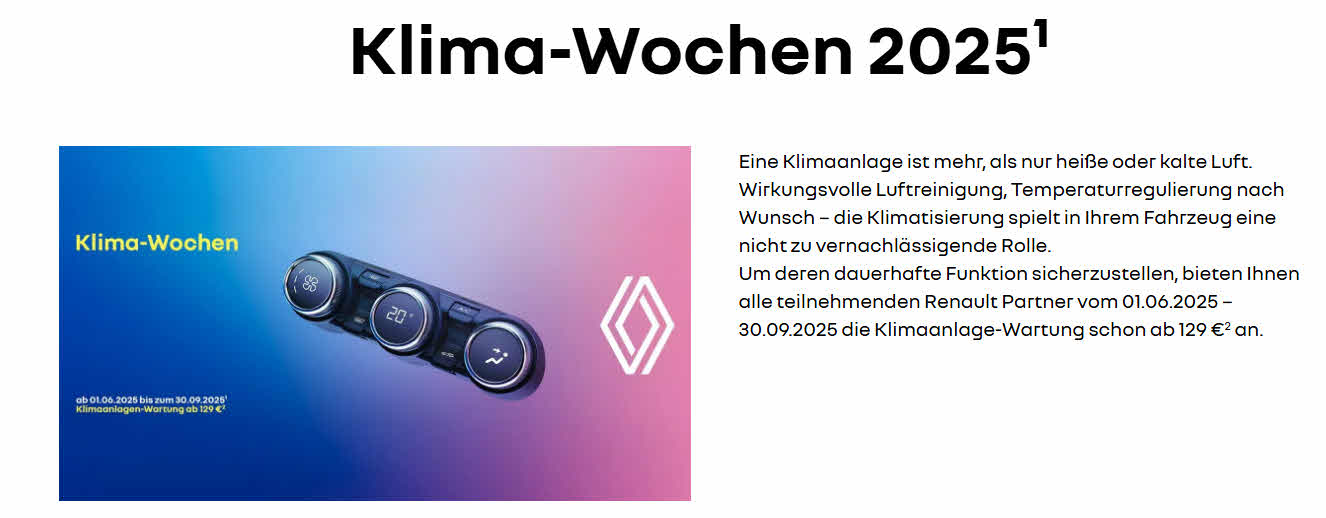 Klima-Wochen 2025¹
Klima-Wochen
20°
ab 01.06.2025 bis zum 30.09.2025¹
Klimaanlagen-Wartung ab 129 €²
Eine Klimaanlage ist mehr, als nur heiße oder kalte Luft.
Wirkungsvolle Luftreinigung, Temperaturregulierung nach
Wunsch – die Klimatisierung spielt in Ihrem Fahrzeug eine
nicht zu vernachlässigende Rolle.
Um deren dauerhafte Funktion sicherzustellen, bieten Ihnen
alle teilnehmenden Renault Partner vom 01.06.2025 –
30.09.2025 die Klimaanlage-Wartung schon ab 129 €² an.